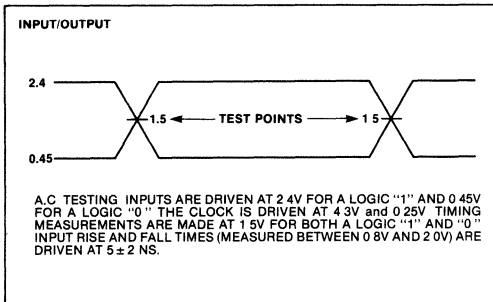 INPUT/OUTPUT
2.4
1.5 TEST POINTS 1 5
0.45
A.C TESTING INPUTS ARE DRIVEN AT 2 4V FOR A LOGIC "1" AND 0 45V
FOR A LOGIC "0" THE CLOCK IS DRIVEN AT 4 3V and 0 25V TIMING
MEASUREMENTS ARE MADE AT 1 5V FOR BOTH A LOGIC "1" AND "0"
INPUT RISE AND FALL TIMES (MEASURED BETWEEN 0 8V AND 2 0V) ARE
DRIVEN AT 5 ± 2 NS.